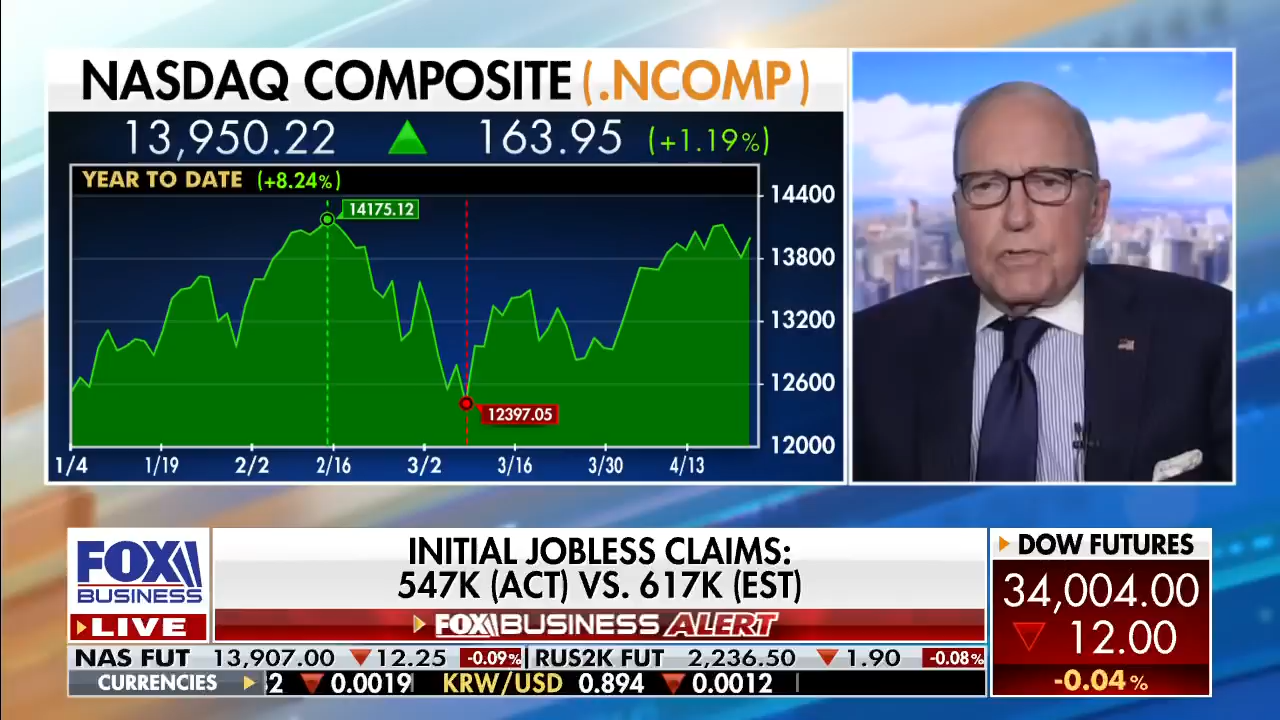 NASDAQ COMPOSITE (.NCOMP)
13,950.22 ▲ 163.95 (+1.19%)
YEAR TO DATE (+8.24%)
14175.12
12397.05
14400
13800
13200
12600
12000
1/4 1/19 2/2 2/16 3/2 3/16 3/30 4/13
FOX BUSINESS
LIVE
INITIAL JOBLESS CLAIMS:
547K (ACT) VS. 617K (EST)
FOX BUSINESS ALERT
DOW FUTURES
34,004.00
▼ 12.00
-0.04%
NAS FUT 13,907.00 ▼12.25 -0.09% RUS2K FUT 2,236.50 ▼1.90 -0.08%
CURRENCIES 2 ▼0.0019 KRW/USD 0.894 ▼0.0012